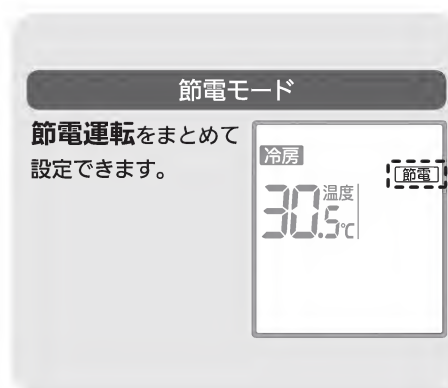 節電モード
節電運転をまとめて
設定できます。
冷房
節電
温度
30.5℃